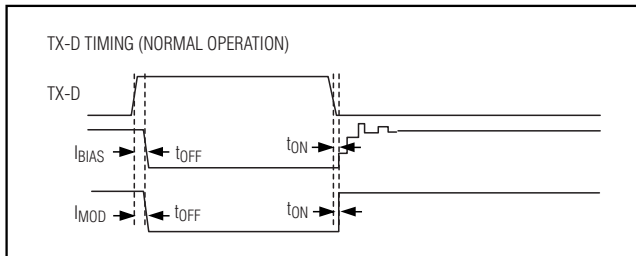 TX-D TIMING (NORMAL OPERATION)
TX-D
IBIAS tOFF tON
IMOD tOFF tON